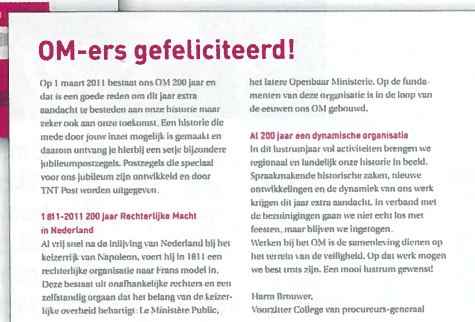 OM-ers gefeliciteerd!
Op 1 maart 2011 bestaat ons OM 200 jaar en
dat is een goede reden om dit jaar extra
aandacht te besteden aan onze historie maar
zeker ook aan onze toekomst. Een historie die
mede door jouw inzet mogelijk is gemaakt en
daarom ontvang je hierbij een setje bijzondere
jubileumpostzegels. Postzegels die speciaal
voor ons jubileum zijn ontwikkeld en door
TNT Post worden uitgegeven.
1811-2011 200 jaar Rechterlijke Macht
in Nederland
Al vrij snel na de inlijving van Nederland bij het
keizerrijk van Napoleon, voert hij in 1811 een
rechterlijke organisatie naar Frans model in.
Deze bestaat uit onafhankelijke rechters en een
zelfstandig orgaan dat het belang van de keizer-
lijke overheid behartigt: Le Ministère Public,
het latere Openbaar Ministerie. Op de funda-
menten van deze organisatie is in de loop van
de eeuwen ons OM gebouwd.
Al 200 jaar een dynamische organisatie
In dit lustrumjaar vol activiteiten brengen we
regionaal en landelijk onze historie in beeld.
Spraakmakende historische zaken, nieuwe
ontwikkelingen en de dynamiek van ons werk
krijgen dit jaar extra aandacht. In verband met
de bezuinigingen gaan we niet echt los met
feesten, maar blijven we ingetogen.
Werken bij het OM is de samenleving dienen op
het terrein van de veiligheid. Op dat werk mogen
we best trots zijn. Een mooi lustrum gewenst!
Harm Brouwer,
Voorzitter College van procureurs-generaal